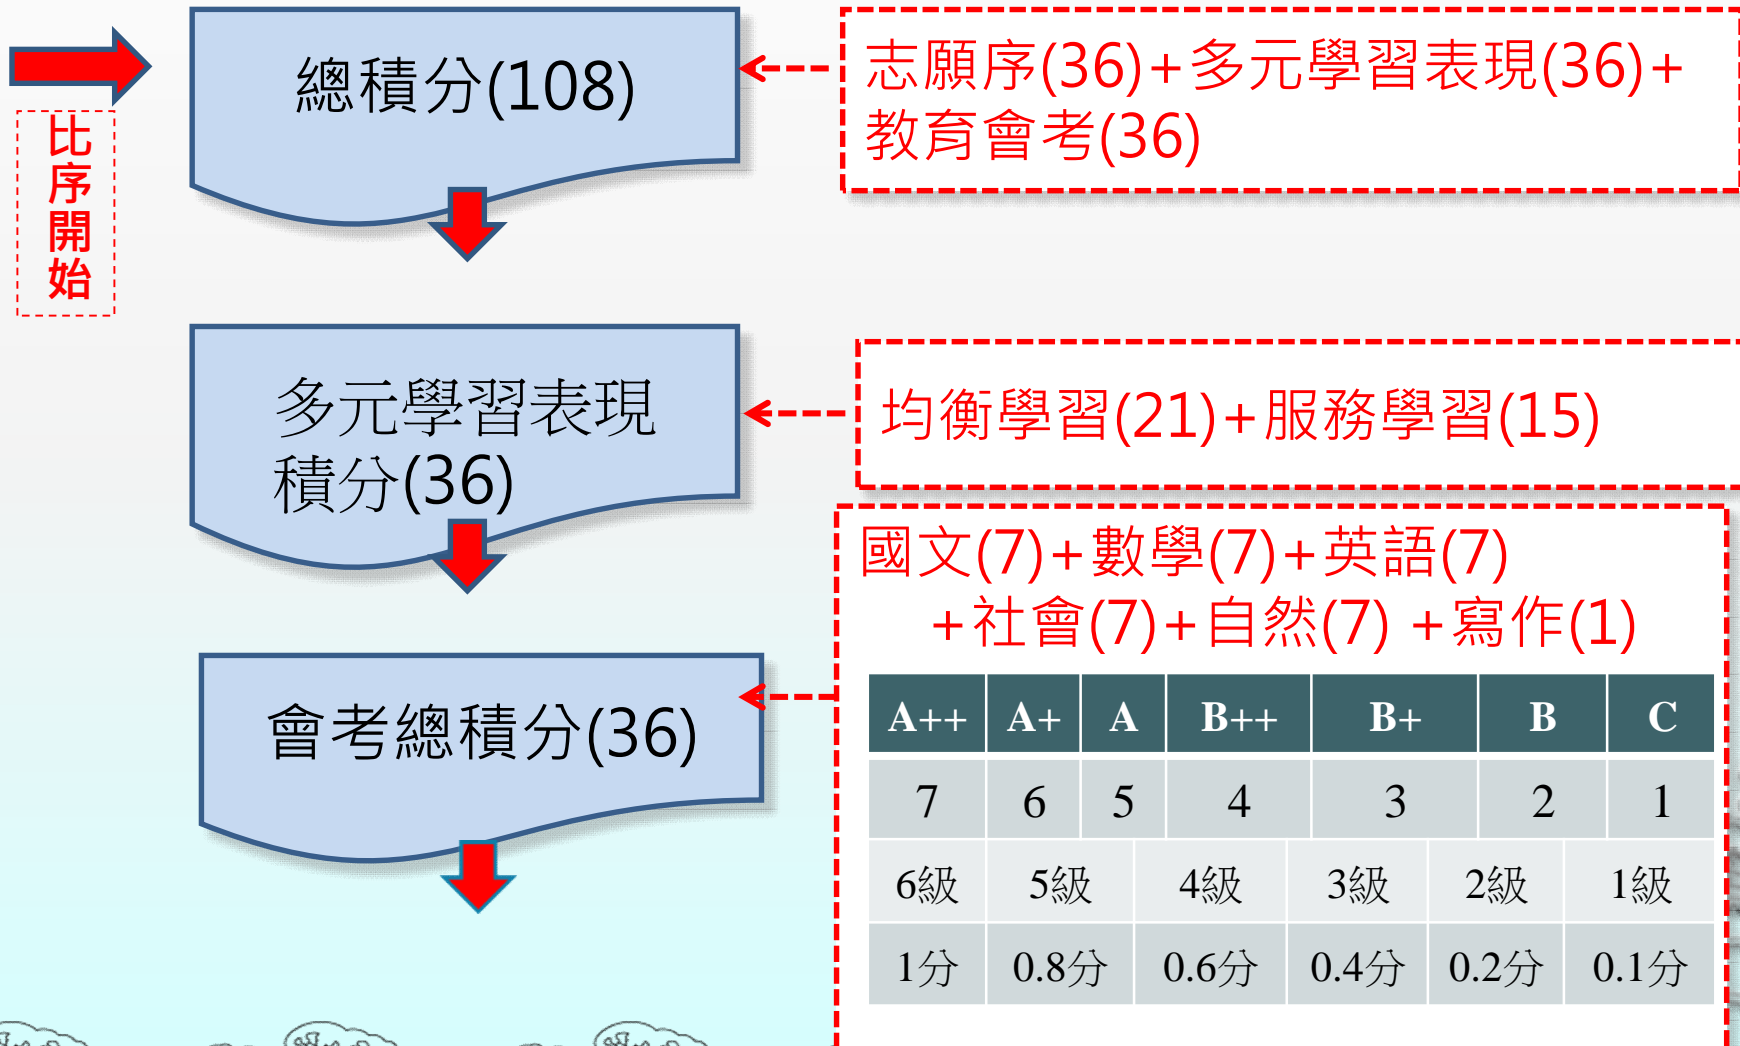 比序開始
總積分(108)
志願序(36)+多元學習表現(36)+
教育會考(36)
多元學習表現
積分(36)
均衡學習(21)+服務學習(15)
會考總積分(36)
國文(7)+數學(7)+英語(7)
+社會(7)+自然(7) +寫作(1)
A++ A+ A B++ B+ B C
7 6 5 4 3 2 1
6級 5級 4級 3級 2級 1級
1分 0.8分 0.6分 0.4分 0.2分 0.1分